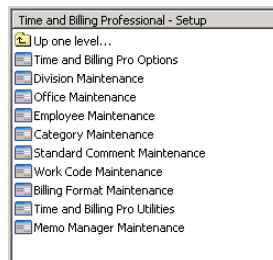 Time and Billing Professional - Setup
Up one level...
Time and Billing Pro Options
Division Maintenance
Office Maintenance
Employee Maintenance
Category Maintenance
Standard Comment Maintenance
Work Code Maintenance
Billing Format Maintenance
Time and Billing Pro Utilities
Memo Manager Maintenance